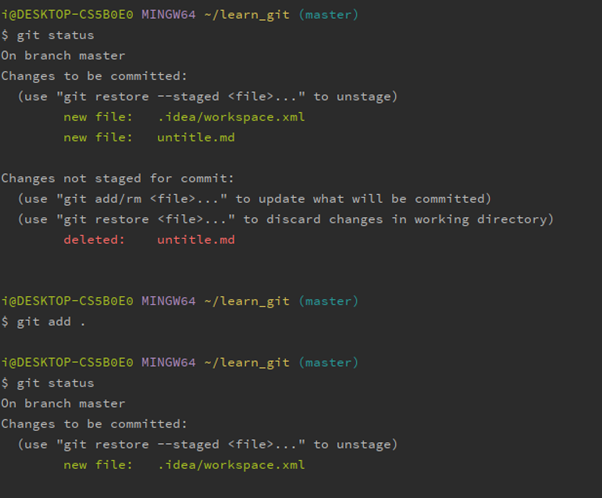 i@DESKTOP-CS5B0E0 MINGW64 ~/learn_git (master)
$ git status
On branch master
Changes to be committed:
  (use "git restore --staged <file>..." to unstage)
        new file:   .idea/workspace.xml
        new file:   untitle.md

Changes not staged for commit:
  (use "git add/rm <file>..." to update what will be committed)
  (use "git restore <file>..." to discard changes in working directory)
        deleted:    untitle.md


i@DESKTOP-CS5B0E0 MINGW64 ~/learn_git (master)
$ git add .

i@DESKTOP-CS5B0E0 MINGW64 ~/learn_git (master)
$ git status
On branch master
Changes to be committed:
  (use "git restore --staged <file>..." to unstage)
        new file:   .idea/workspace.xml